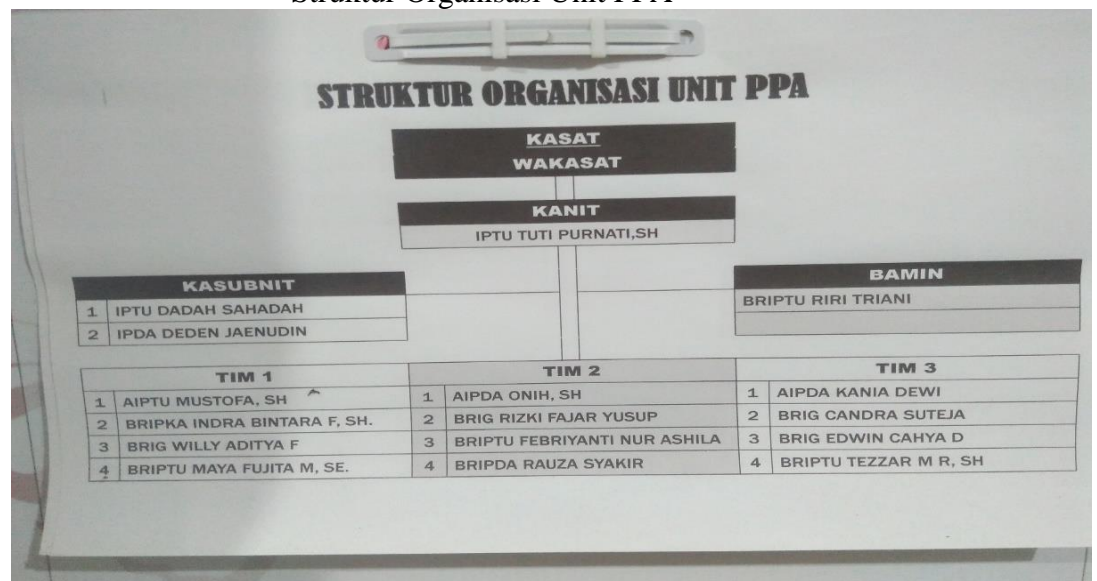 Struktur Organisasi Unit PPA
STRUKTUR ORGANISASI UNIT PPA
KASAT
WAKASAT
KANIT
IPTU TUTI PURNATI,SH
KASUBNIT
1 IPTU DADAH SAHADAH
2 IPDA DEDEN JAENUDIN
BAMIN
BRIPTU RIRI TRIANI
TIM 1
1 AIPTU MUSTOFA, SH
2 BRIPKA INDRA BINTARA F, SH.
3 BRIG WILLY ADITYA F
4 BRIPTU MAYA FUJITA M, SE.
TIM 2
1 AIPDA ONIH, SH
2 BRIG RIZKI FAJAR YUSUP
3 BRIPTU FEBRIYANTI NUR ASHILA
4 BRIPDA RAUZA SYAKIR
TIM 3
1 AIPDA KANIA DEWI
2 BRIG CANDRA SUTEJA
3 BRIG EDWIN CAHYA D
4 BRIPTU TEZZAR M R, SH